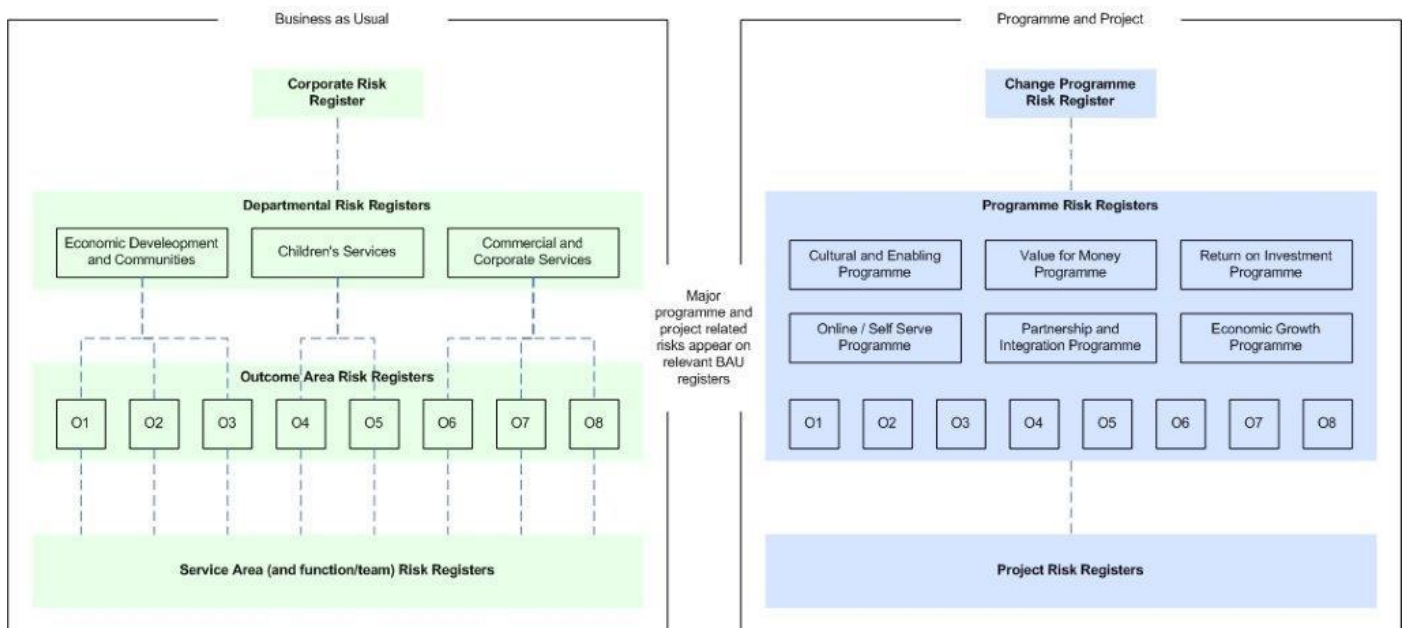 Business as Usual
Corporate Risk
Register
Departmental Risk Registers
Economic Develeopment
and Communities
Children's Services
Commercial and
Corporate Services
Outcome Area Risk Registers
O1
O2
O3
O4
O5
O6
O7
O8
Service Area (and function/team) Risk Registers
Major
programme and
project related
risks appear on
relevant BAU
registers
Programme and Project
Change Programme
Risk Register
Programme Risk Registers
Cultural and Enabling
Programme
Value for Money
Programme
Return on Investment
Programme
Online / Self Serve
Programme
Partnership and
Integration Programme
Economic Growth
Programme
O1
O2
O3
O4
O5
O6
O7
O8
Project Risk Registers